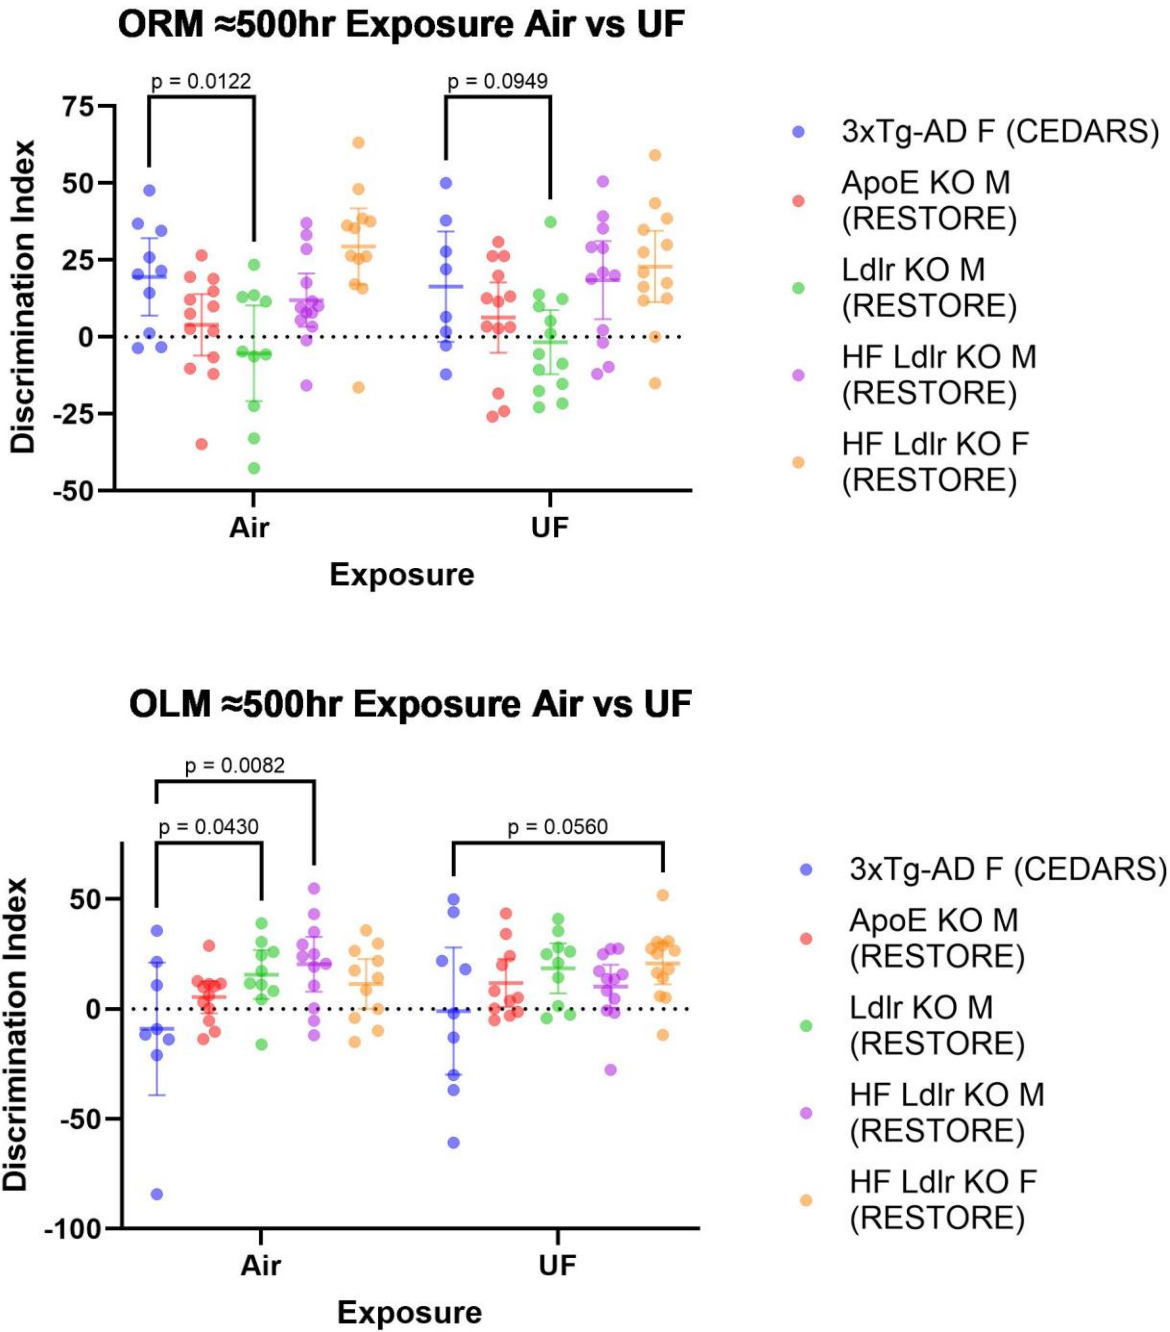 ORM ≈500hr Exposure Air vs UF
p = 0.0122
p = 0.0949
75
50
25
0
-25
-50
Discrimination Index
Air
UF
Exposure
3xTg-AD F (CEDARS)
ApoE KO M
(RESTORE)
Ldlr KO M
(RESTORE)
HF Ldlr KO M
(RESTORE)
HF Ldlr KO F
(RESTORE)
OLM ≈500hr Exposure Air vs UF
p = 0.0082
p = 0.0430
p = 0.0560
50
0
-50
-100
Discrimination Index
Air
UF
Exposure
3xTg-AD F (CEDARS)
ApoE KO M
(RESTORE)
Ldlr KO M
(RESTORE)
HF Ldlr KO M
(RESTORE)
HF Ldlr KO F
(RESTORE)